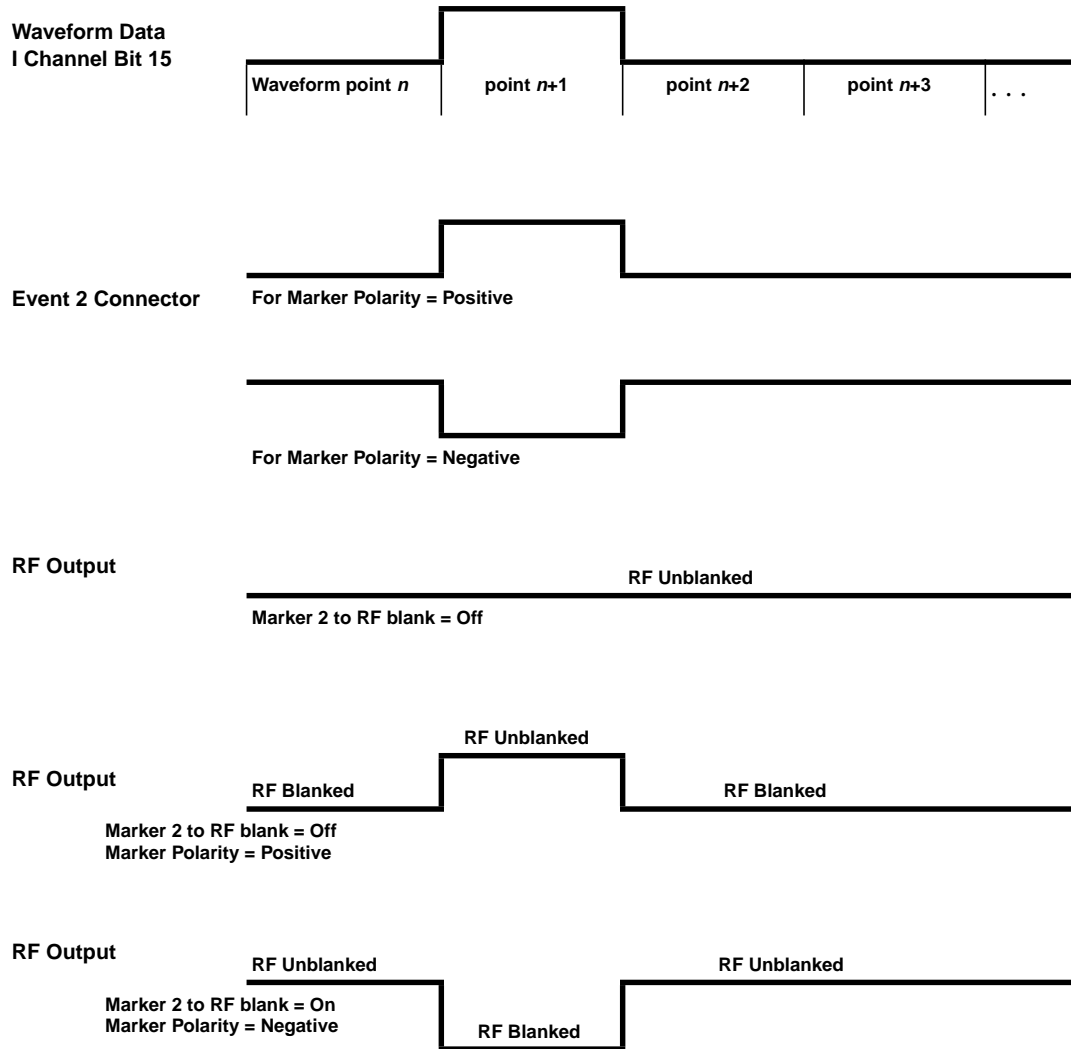 Waveform Data
I Channel Bit 15
Waveform point n
point n+1
point n+2
point n+3
. . .
Event 2 Connector
For Marker Polarity = Positive
For Marker Polarity = Negative
RF Output
RF Unblanked
Marker 2 to RF blank = Off
RF Unblanked
RF Output
RF Blanked
RF Blanked
Marker 2 to RF blank = Off
Marker Polarity = Positive
RF Output
RF Unblanked
RF Unblanked
Marker 2 to RF blank = On
Marker Polarity = Negative
RF Blanked